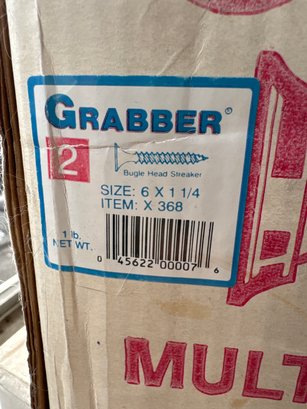 GRABBER®
2
Bugle Head Streaker
SIZE: 6 X 1 1/4
ITEM: X 368
1 lb.
NET WT.
0 45622 00007 6
MULT